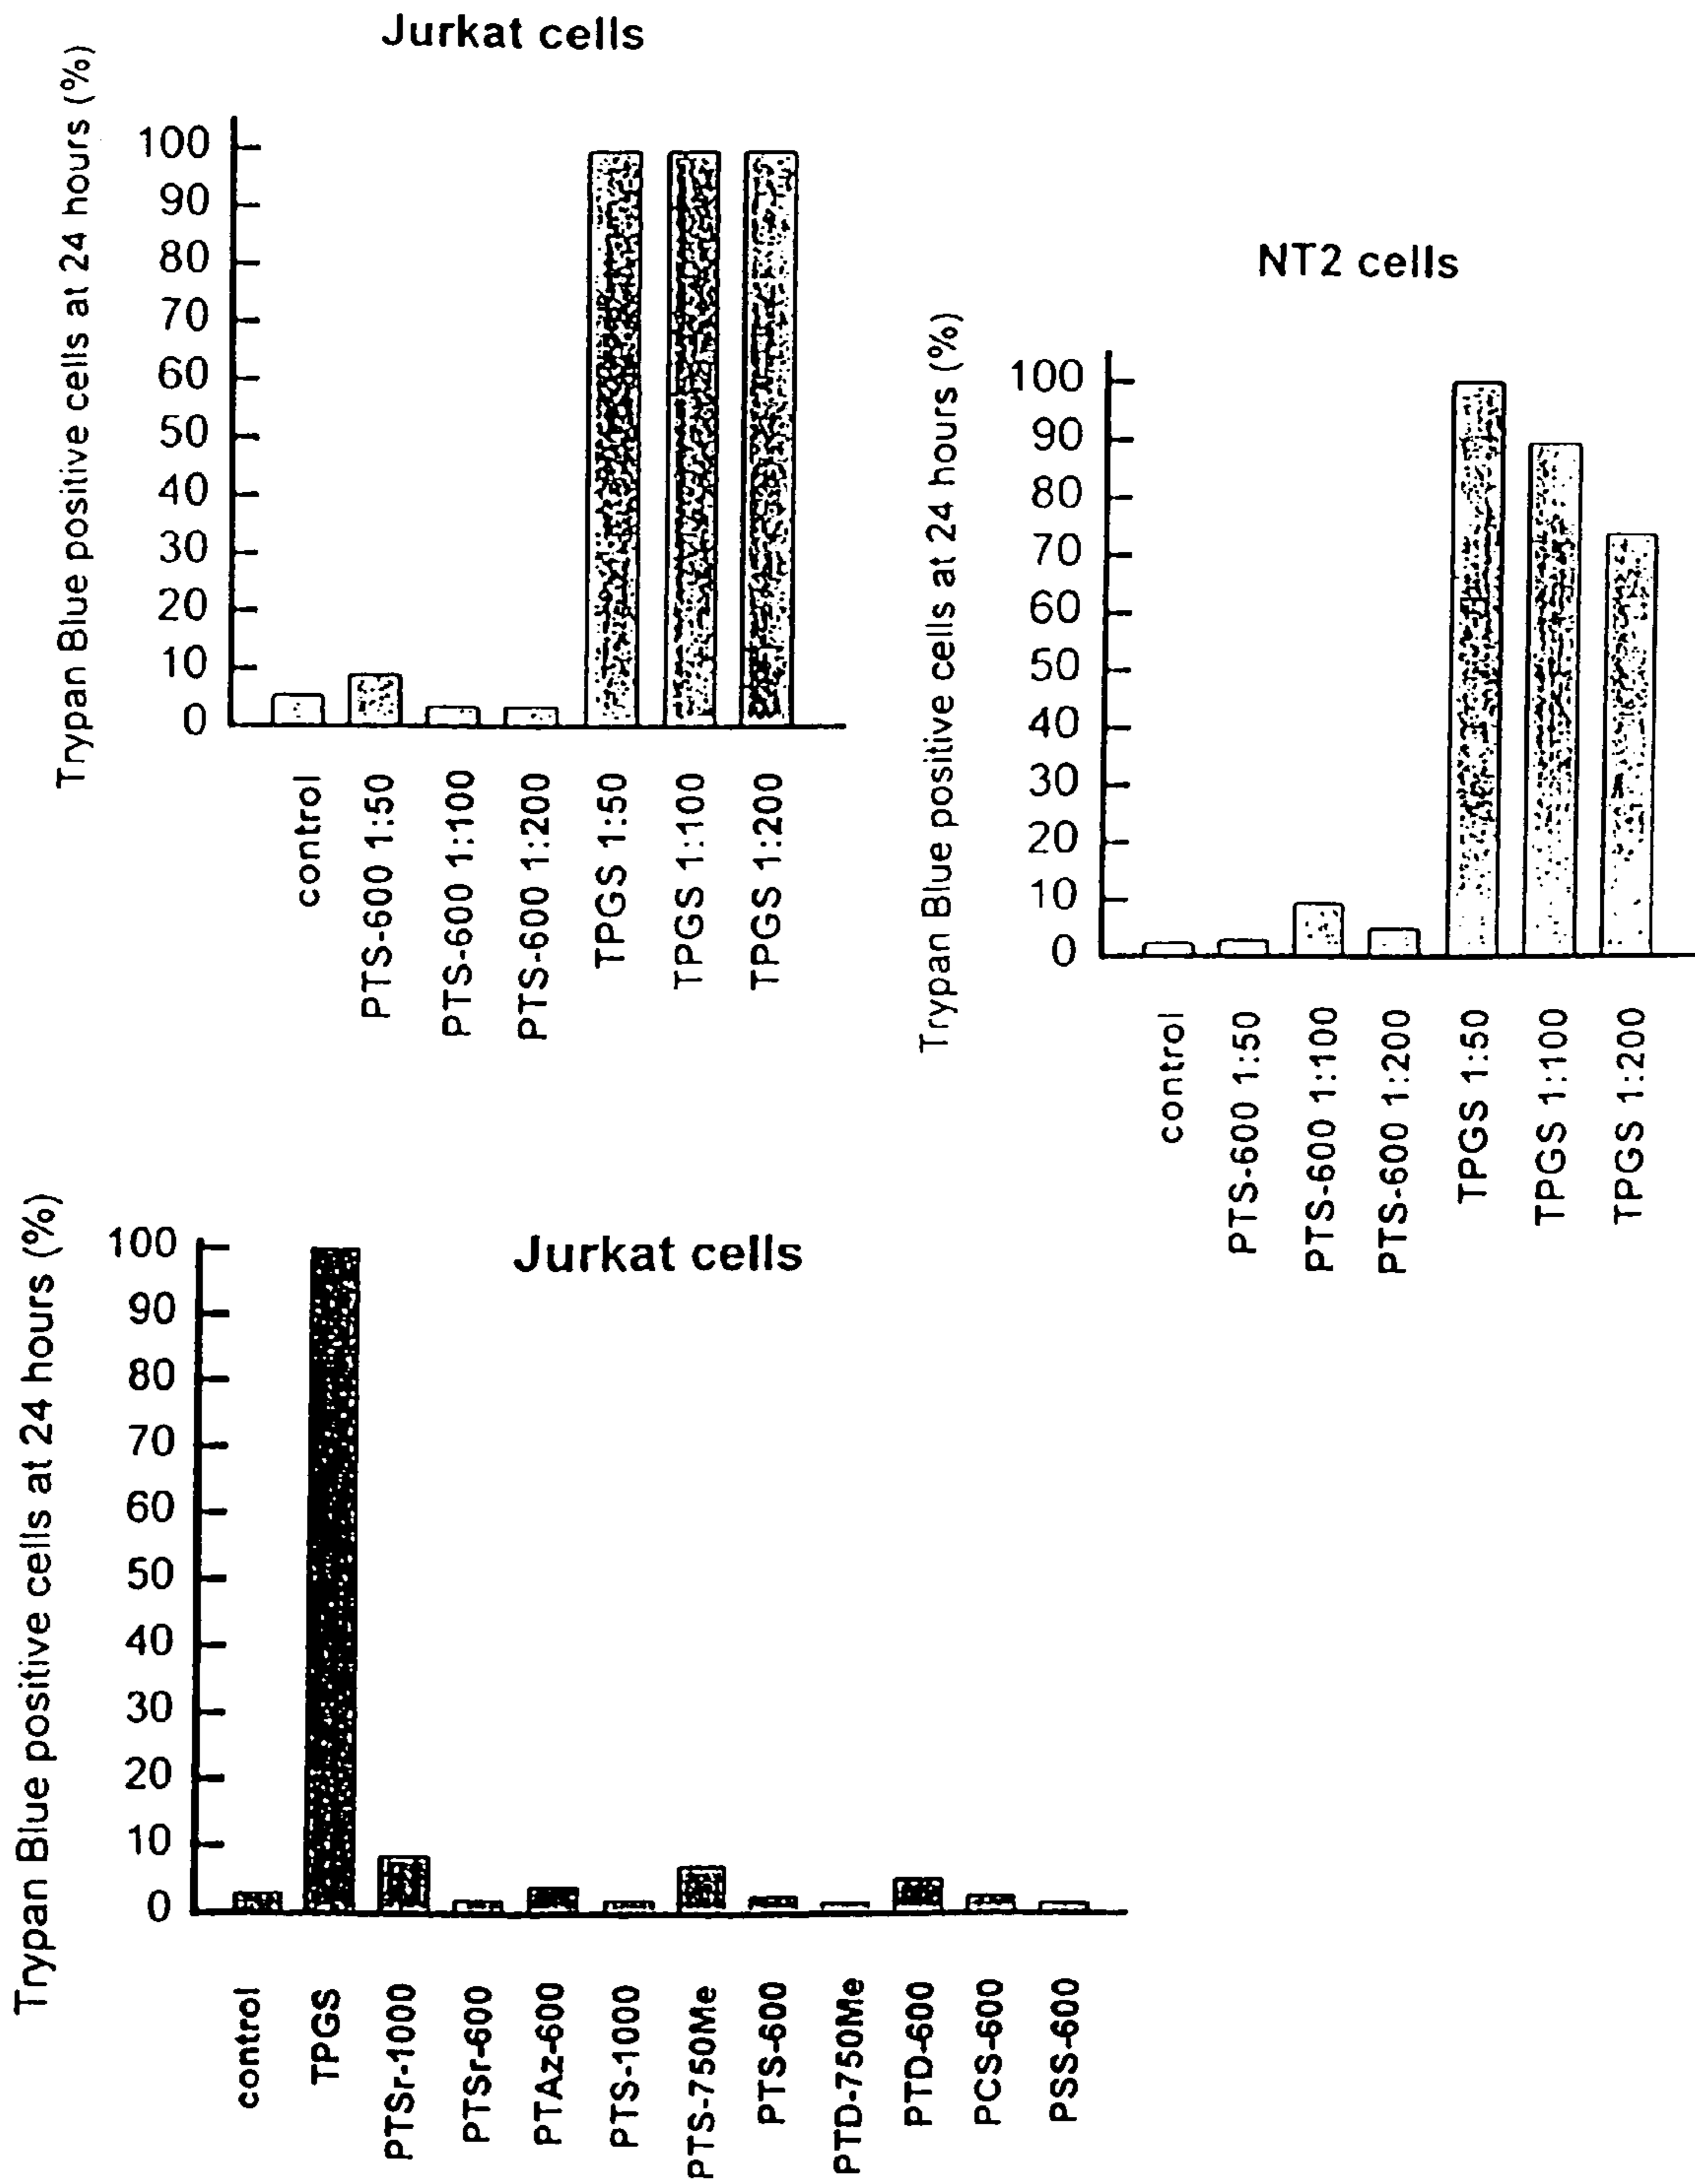 Jurkat cells
Trypan Blue positive cells at 24 hours (%)
100
90
80
70
60
50
40
30
20
10
0
control
PTS-600 1:50
PTS-600 1:100
PTS-600 1:200
TPGS 1:50
TPGS 1:100
TPGS 1:200
NT2 cells
Trypan Blue positive cells at 24 hours (%)
100
90
80
70
60
50
40
30
20
10
0
control
PTS-600 1:50
PTS-600 1:100
PTS-600 1:200
TPGS 1:50
TPGS 1:100
TPGS 1:200
Jurkat cells
Trypan Blue positive cells at 24 hours (%)
100
90
80
70
60
50
40
30
20
10
0
control
TPGS
PTSr-1000
PTSr-600
PTAz-600
PTS-1000
PTS-750Me
PTS-600
PTD-750Me
PTD-600
PCS-600
PSS-600